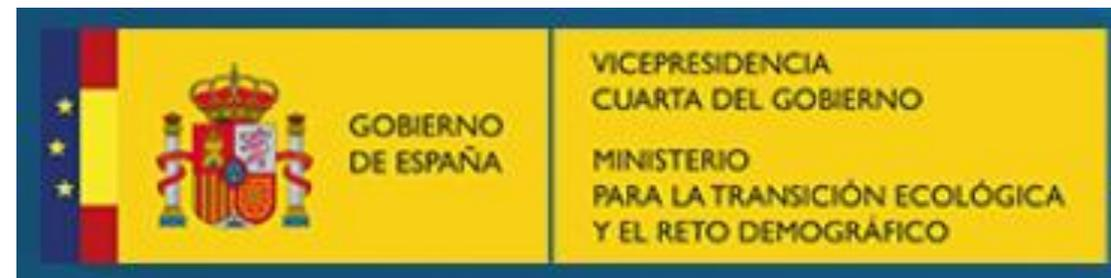 GOBIERNO
DE ESPAÑA
VICEPRESIDENCIA
CUARTA DEL GOBIERNO
MINISTERIO
PARA LA TRANSICIÓN ECOLÓGICA
Y EL RETO DEMOGRÁFICO